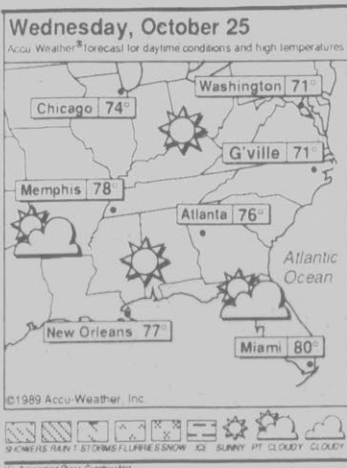 Wednesday, October 25
Accu Weather® forecast for daytime conditions and high temperatures
Washington 71°
Chicago 74°
G'ville 71°
Memphis 78°
Atlanta 76°
Atlantic
Ocean
New Orleans 77°
Miami 80°
©1989 Accu-Weather, Inc.
SHOWERS RAIN T-STORMS FLURRIES SNOW ICE SUNNY PT CLOUDY CLOUDY